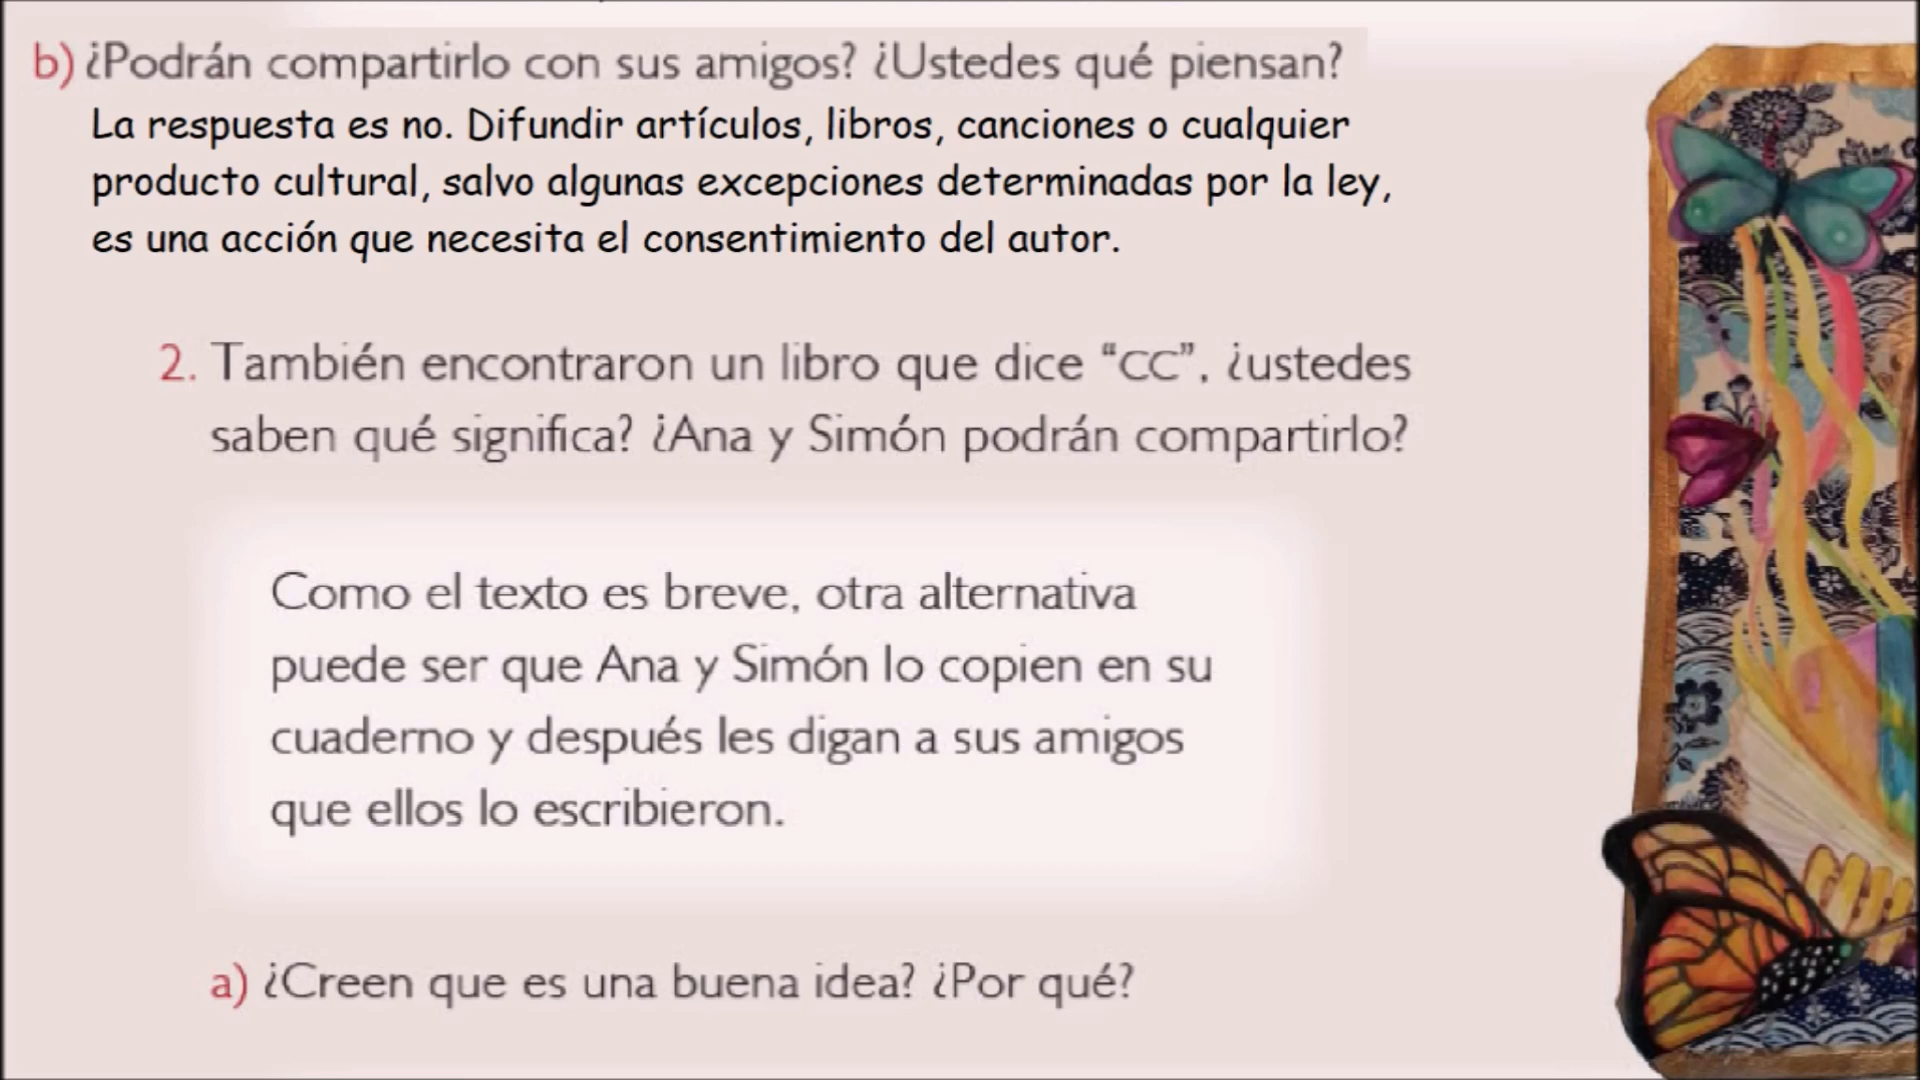 b) ¿Podrán compartirlo con sus amigos? ¿Ustedes qué piensan?
La respuesta es no. Difundir artículos, libros, canciones o cualquier
producto cultural, salvo algunas excepciones determinadas por la ley,
es una acción que necesita el consentimiento del autor.
2. También encontraron un libro que dice “CC”, ¿ustedes
saben qué significa? ¿Ana y Simón podrán compartirlo?
Como el texto es breve, otra alternativa
puede ser que Ana y Simón lo copien en su
cuaderno y después les digan a sus amigos
que ellos lo escribieron.
a) ¿Creen que es una buena idea? ¿Por qué?